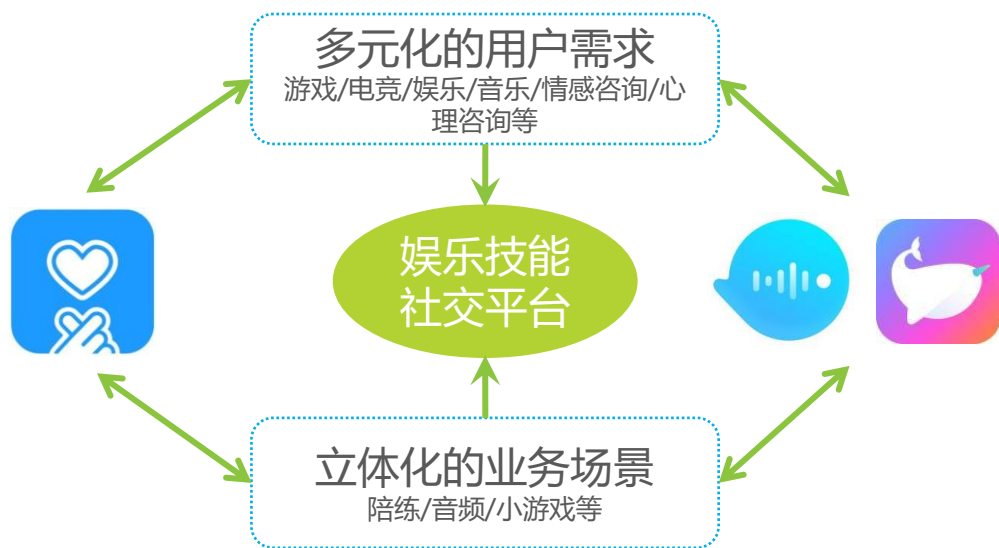 多元化的用户需求
游戏/电竞/娱乐/音乐/情感咨询/心
理咨询等
娱乐技能
社交平台
立体化的业务场景
陪练/音频/小游戏等